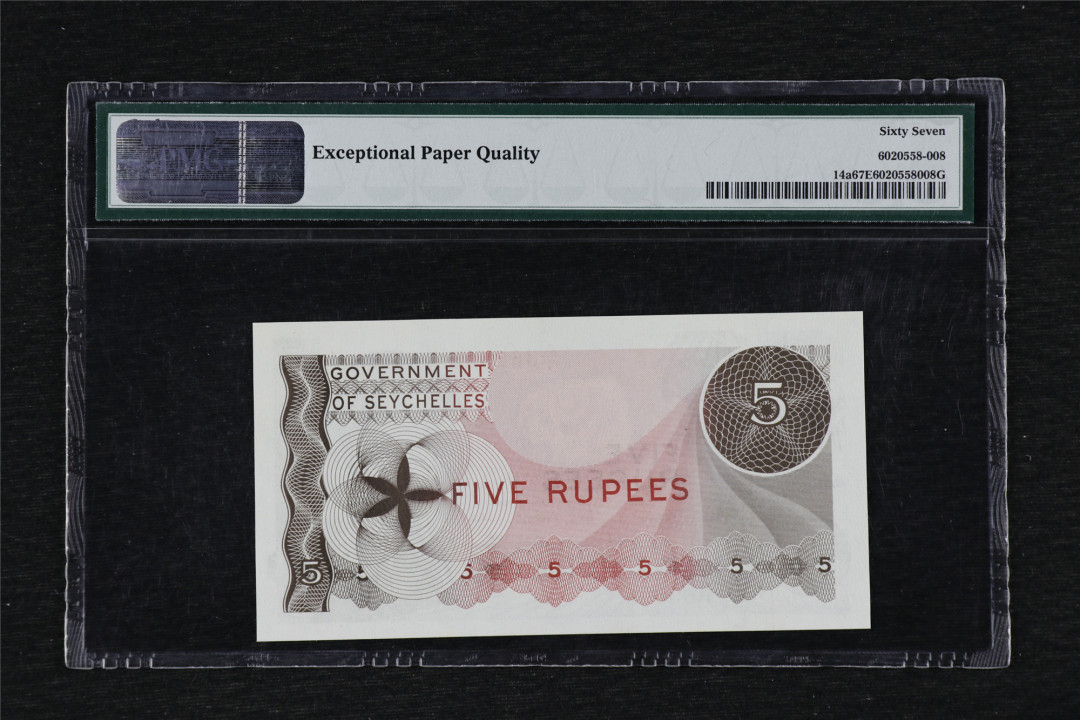 PMG
Exceptional Paper Quality
Sixty Seven
6020558-008
14a67E6020558008G
GOVERNMENT
OF SEYCHELLES
5
FIVE RUPEES
5 5 5 5 5 5 5